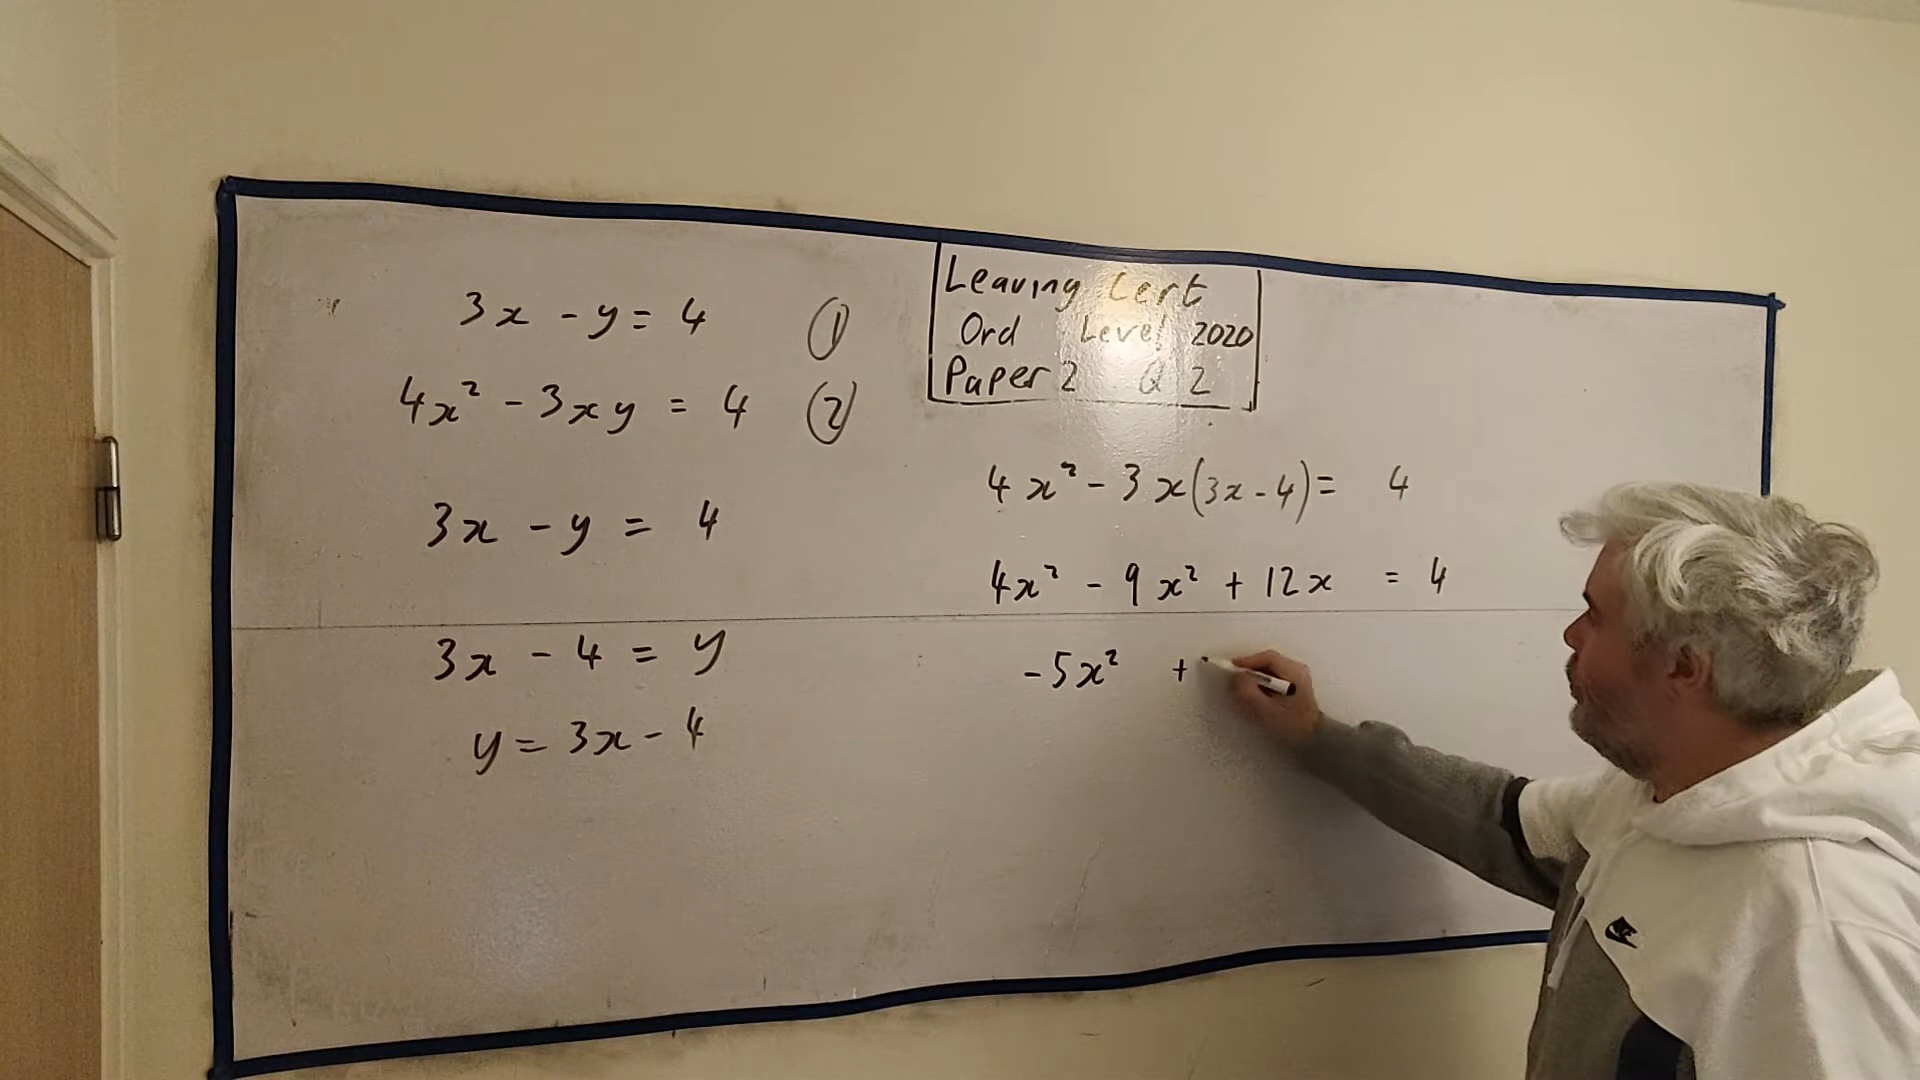 3x - y = 4 ①
4x² - 3xy = 4 ②
3x - y = 4
3x - 4 = y
y = 3x - 4
Leaving Cert
Ord Level 2020
Paper 2 Q 2
4x² - 3x(3x - 4) = 4
4x² - 9x² + 12x = 4
-5x² +